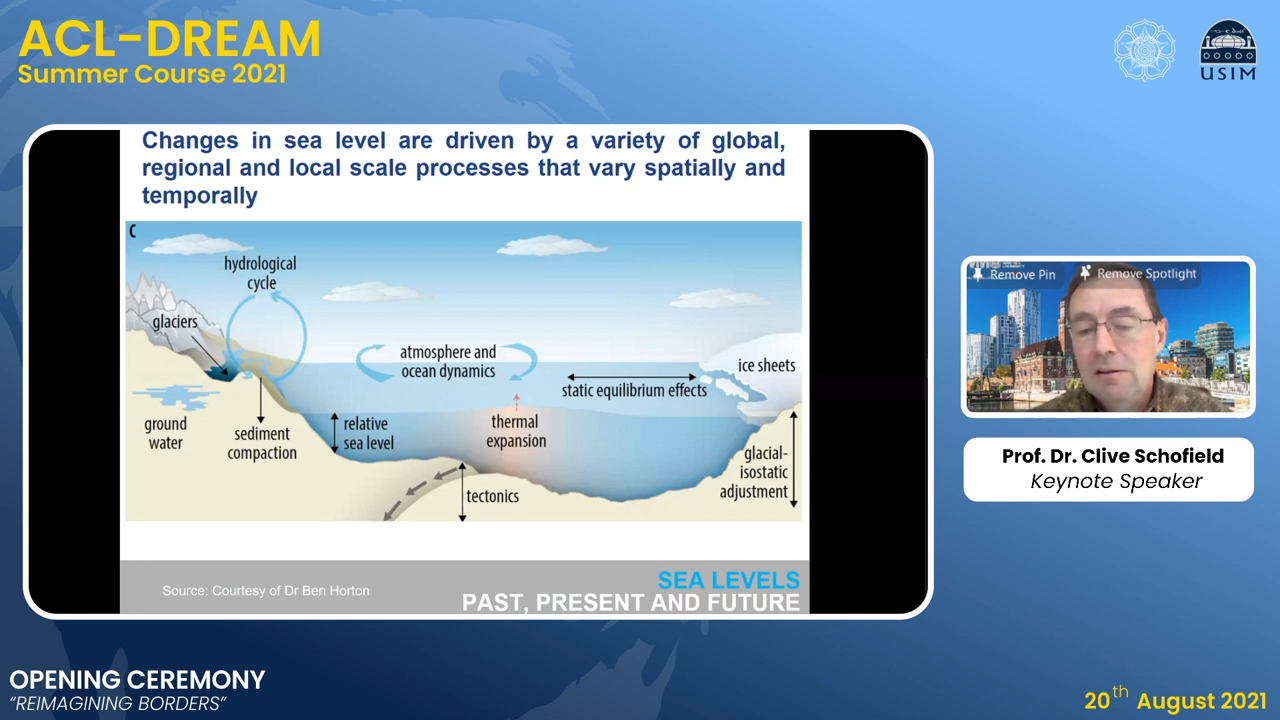 ACL-DREAM
Summer Course 2021
USIM
Changes in sea level are driven by a variety of global,
regional and local scale processes that vary spatially and
temporally
C
hydrological
cycle
glaciers
atmosphere and
ocean dynamics
ice sheets
static equilibrium effects
ground
water
sediment
compaction
relative
sea level
thermal
expansion
glacial-
isostatic
adjustment
tectonics
Source: Courtesy of Dr Ben Horton
SEA LEVELS
PAST, PRESENT AND FUTURE
Remove Pin
Remove Spotlight
Prof. Dr. Clive Schofield
Keynote Speaker
OPENING CEREMONY
“REIMAGINING BORDERS”
20th August 2021